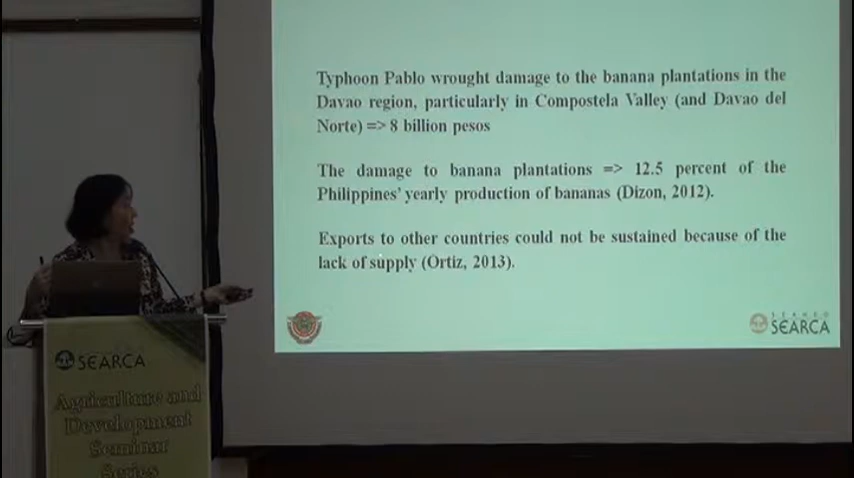 Typhoon Pablo wrought damage to the banana plantations in the
Davao region, particularly in Compostela Valley (and Davao del
Norte) => 8 billion pesos
The damage to banana plantations => 12.5 percent of the
Philippines' yearly production of bananas (Dizon, 2012).
Exports to other countries could not be sustained because of the
lack of supply (Ortiz, 2013).
SEAMEO
SEARCA
SEARCA
Agriculture and
Development
Seminar
Series